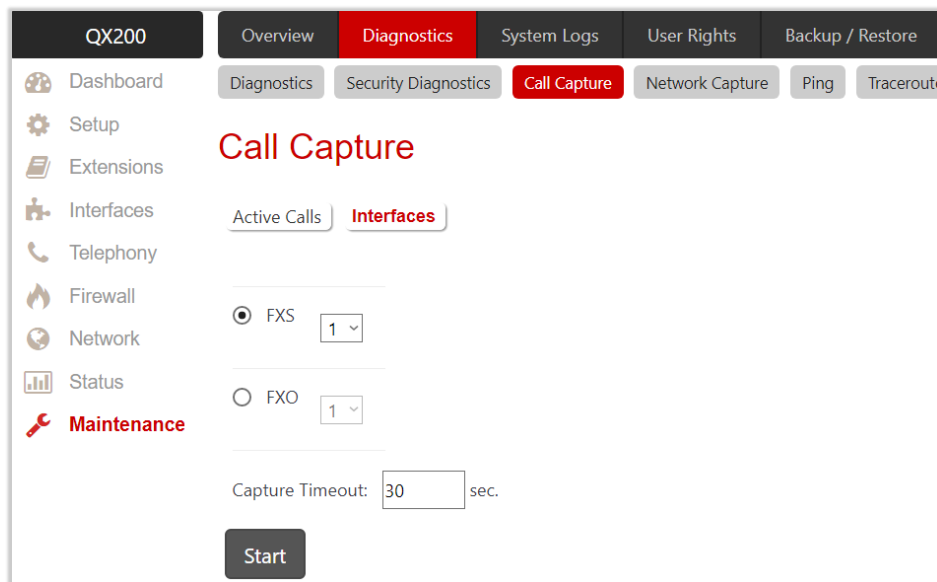 QX200 Overview Diagnostics System Logs User Rights Backup / Restore
Diagnostics Security Diagnostics Call Capture Network Capture Ping Traceroute
Dashboard
Setup
Extensions
Interfaces
Telephony
Firewall
Network
Status
Maintenance
Call Capture
Active Calls Interfaces
FXS 1
FXO 1
Capture Timeout: 30 sec.
Start